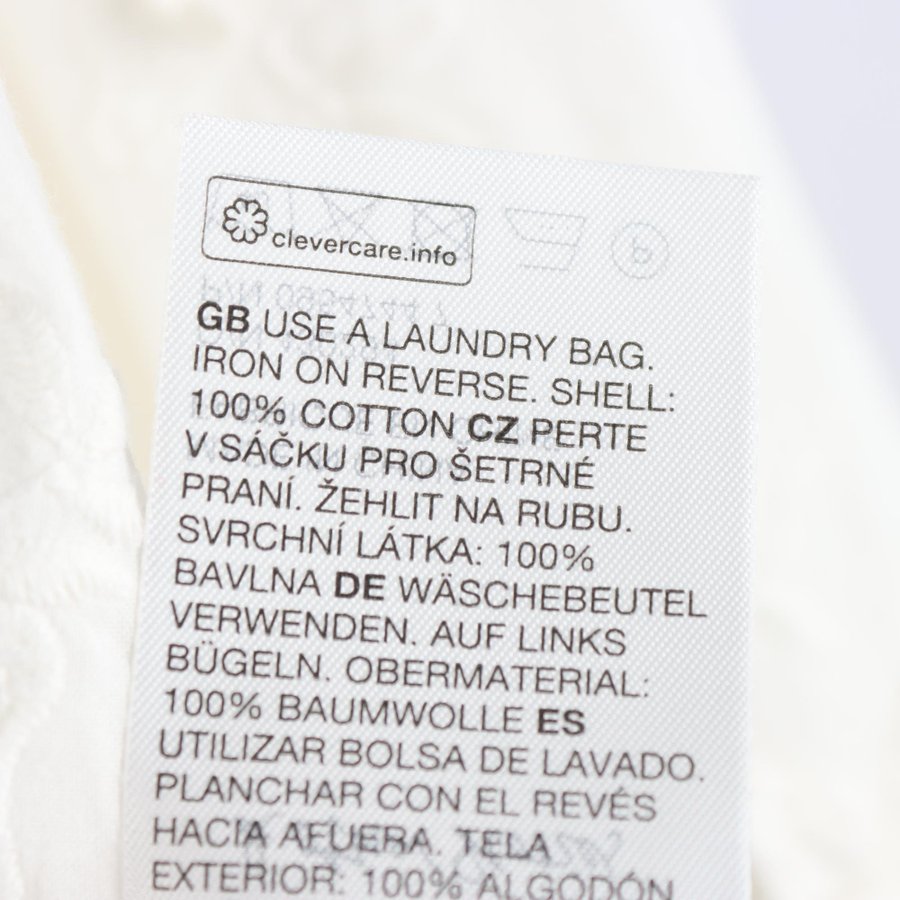 clevercare.info
GB USE A LAUNDRY BAG.
IRON ON REVERSE. SHELL:
100% COTTON CZ PERTE
V SÁČKU PRO ŠETRNÉ
PRANÍ. ŽEHLIT NA RUBU.
SVRCHNÍ LÁTKA: 100%
BAVLNA DE WÄSCHEBEUTEL
VERWENDEN. AUF LINKS
BÜGELN. OBERMATERIAL:
100% BAUMWOLLE ES
UTILIZAR BOLSA DE LAVADO.
PLANCHAR CON EL REVÉS
HACIA AFUERA. TELA
EXTERIOR: 100% ALGODÓN